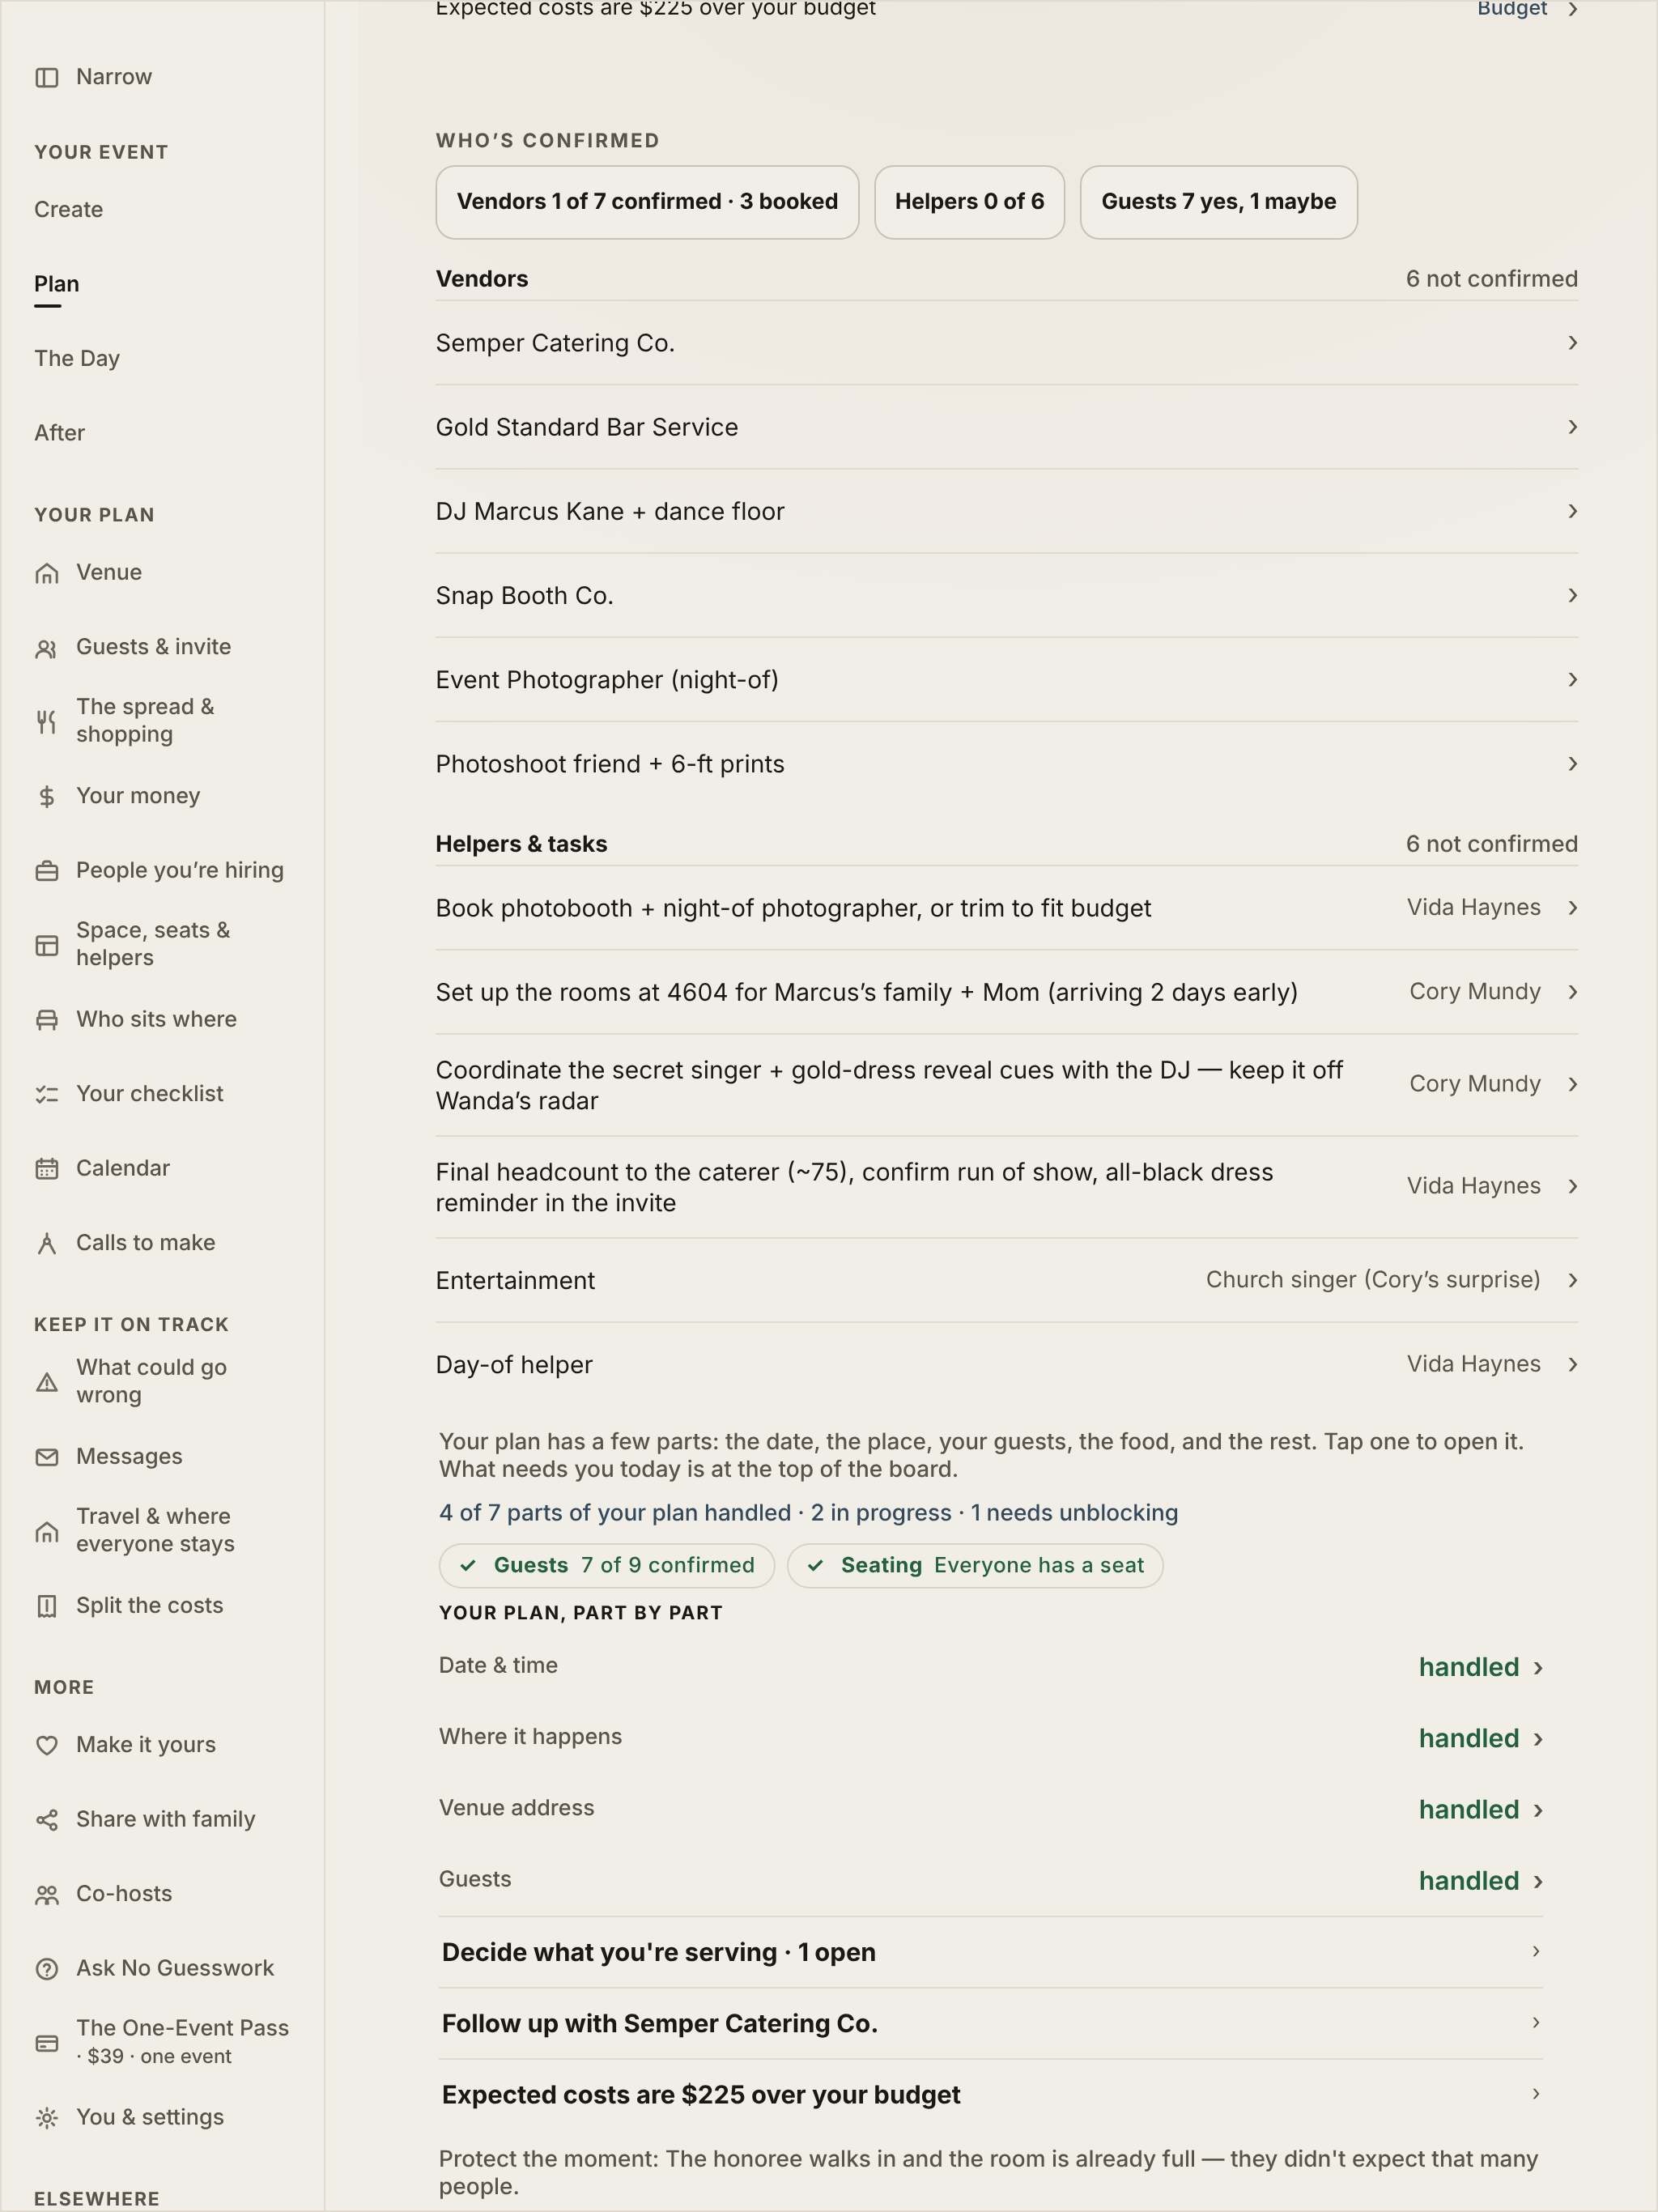 Narrow
YOUR EVENT
Create
Plan
The Day
After
YOUR PLAN
Venue
Guests & invite
The spread &
shopping
Your money
People you’re hiring
Space, seats &
helpers
Who sits where
Your checklist
Calendar
Calls to make
KEEP IT ON TRACK
What could go
wrong
Messages
Travel & where
everyone stays
Split the costs
MORE
Make it yours
Share with family
Co-hosts
Ask No Guesswork
The One-Event Pass
· $39 · one event
You & settings
ELSEWHERE
Expected costs are $225 over your budget Budget ›
WHO’S CONFIRMED
Vendors 1 of 7 confirmed · 3 booked Helpers 0 of 6 Guests 7 yes, 1 maybe
Vendors 6 not confirmed
Semper Catering Co. ›
Gold Standard Bar Service ›
DJ Marcus Kane + dance floor ›
Snap Booth Co. ›
Event Photographer (night-of) ›
Photoshoot friend + 6-ft prints ›
Helpers & tasks 6 not confirmed
Book photobooth + night-of photographer, or trim to fit budget Vida Haynes ›
Set up the rooms at 4604 for Marcus’s family + Mom (arriving 2 days early) Cory Mundy ›
Coordinate the secret singer + gold-dress reveal cues with the DJ — keep it off
Wanda’s radar Cory Mundy ›
Final headcount to the caterer (~75), confirm run of show, all-black dress
reminder in the invite Vida Haynes ›
Entertainment Church singer (Cory’s surprise) ›
Day-of helper Vida Haynes ›
Your plan has a few parts: the date, the place, your guests, the food, and the rest. Tap one to open it.
What needs you today is at the top of the board.
4 of 7 parts of your plan handled · 2 in progress · 1 needs unblocking
✓ Guests 7 of 9 confirmed ✓ Seating Everyone has a seat
YOUR PLAN, PART BY PART
Date & time handled ›
Where it happens handled ›
Venue address handled ›
Guests handled ›
Decide what you're serving · 1 open ›
Follow up with Semper Catering Co. ›
Expected costs are $225 over your budget ›
Protect the moment: The honoree walks in and the room is already full — they didn't expect that many
people.